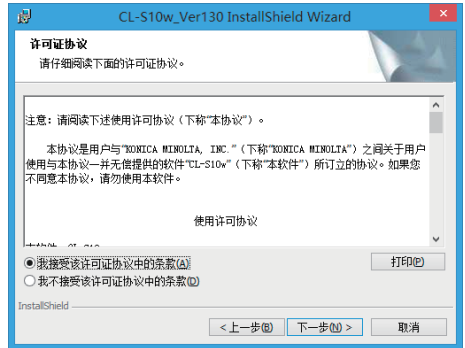 CL-S10w_Ver130 InstallShield Wizard
许可证协议
请仔细阅读下面的许可证协议。
注意：请阅读下述使用许可协议（下称“本协议”）。
本协议是用户与“KONICA MINOLTA, INC.”（下称“KONICA MINOLTA”）之间关于用户
使用与本协议一并无偿提供的软件“CL-S10w”（下称“本软件”）所订立的协议。如果您
不同意本协议，请勿使用本软件。
使用许可协议
我接受该许可证协议中的条款(A)
打印(P)
我不接受该许可证协议中的条款(D)
InstallShield
<上一步(B)
下一步(N) >
取消